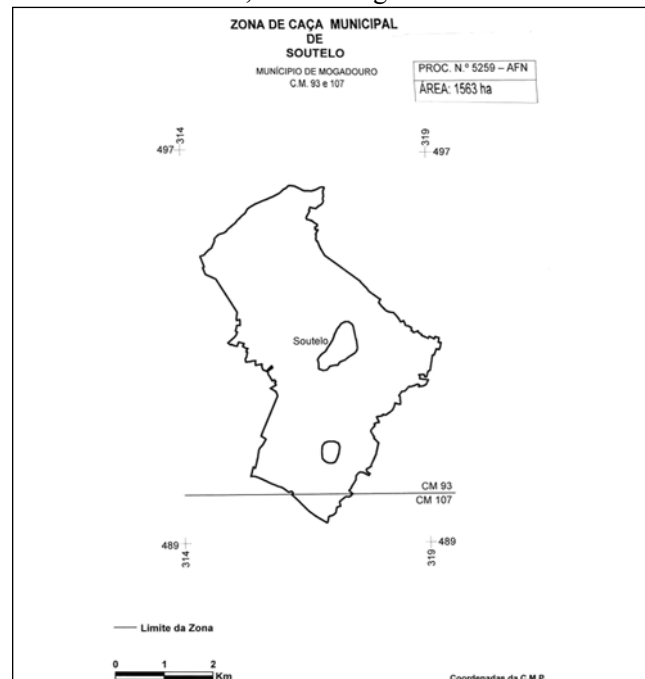 ZONA DE CAÇA MUNICIPAL
DE
SOUTELO
MUNÍCIPIO DE MOGADOURO
C.M. 93 e 107
PROC. N.º 5259 – AFN
ÁREA: 1563 ha
314
319
497
497
Soutelo
CM 93
CM 107
489
489
314
319
Limite da Zona
0 1 2
Km
Coordenadas da C.M.P.